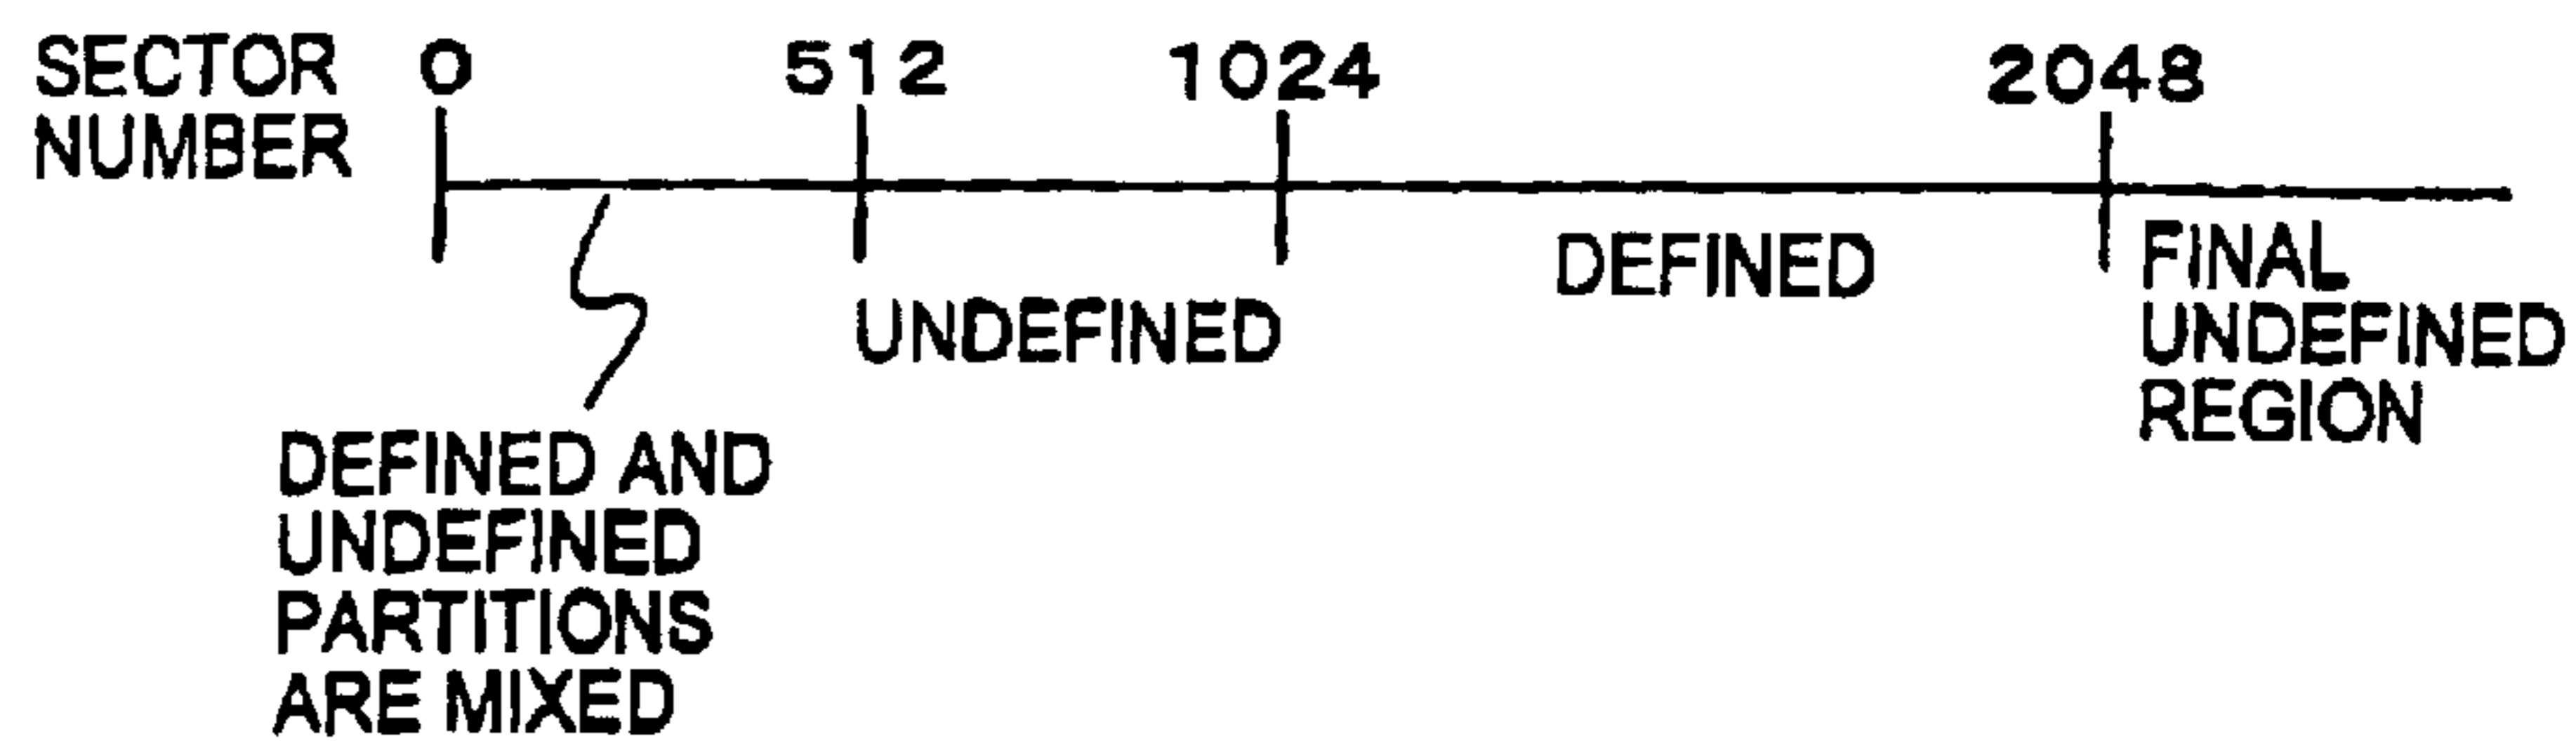 SECTOR
NUMBER
0
512
1024
2048
DEFINED
UNDEFINED
FINAL
UNDEFINED
REGION
DEFINED AND
UNDEFINED
PARTITIONS
ARE MIXED